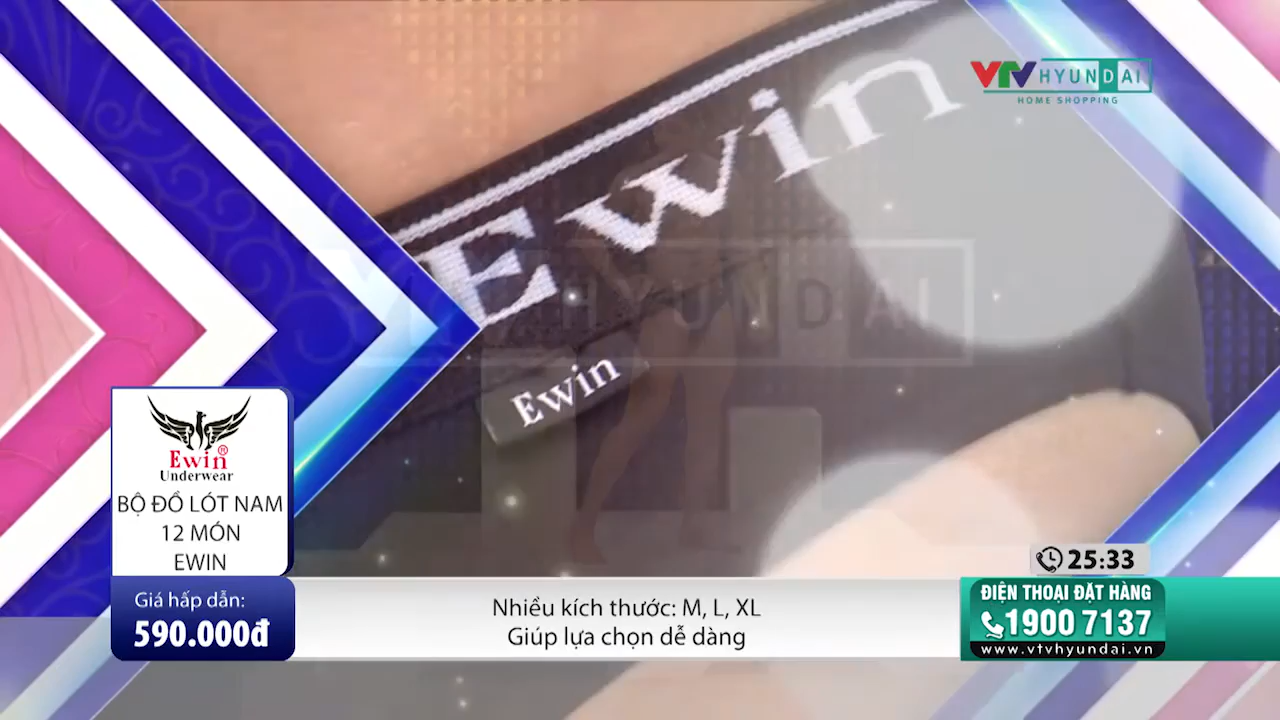 VTV HYUNDAI
HOME SHOPPING
Ewin
VTV HYUNDAI
Ewin
Ewin®
Underwear
BỘ ĐỒ LÓT NAM
12 MÓN
EWIN
Giá hấp dẫn:
590.000đ
Nhiều kích thước: M, L, XL
Giúp lựa chọn dễ dàng
25:33
ĐIỆN THOẠI ĐẶT HÀNG
1900 7137
www.vtvhyundai.vn